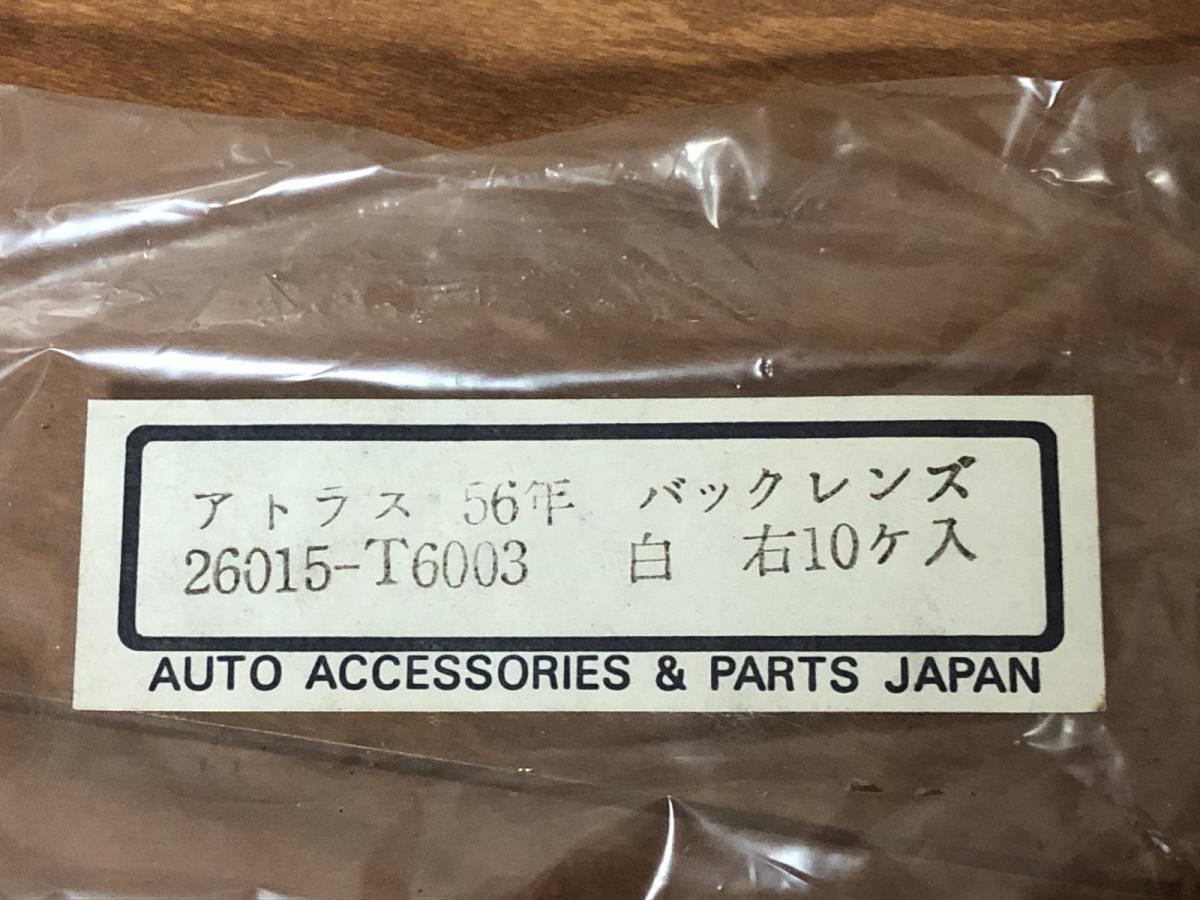 アトラス 56年 バックレンズ
26015-T6003 白 右10ケ入
AUTO ACCESSORIES & PARTS JAPAN